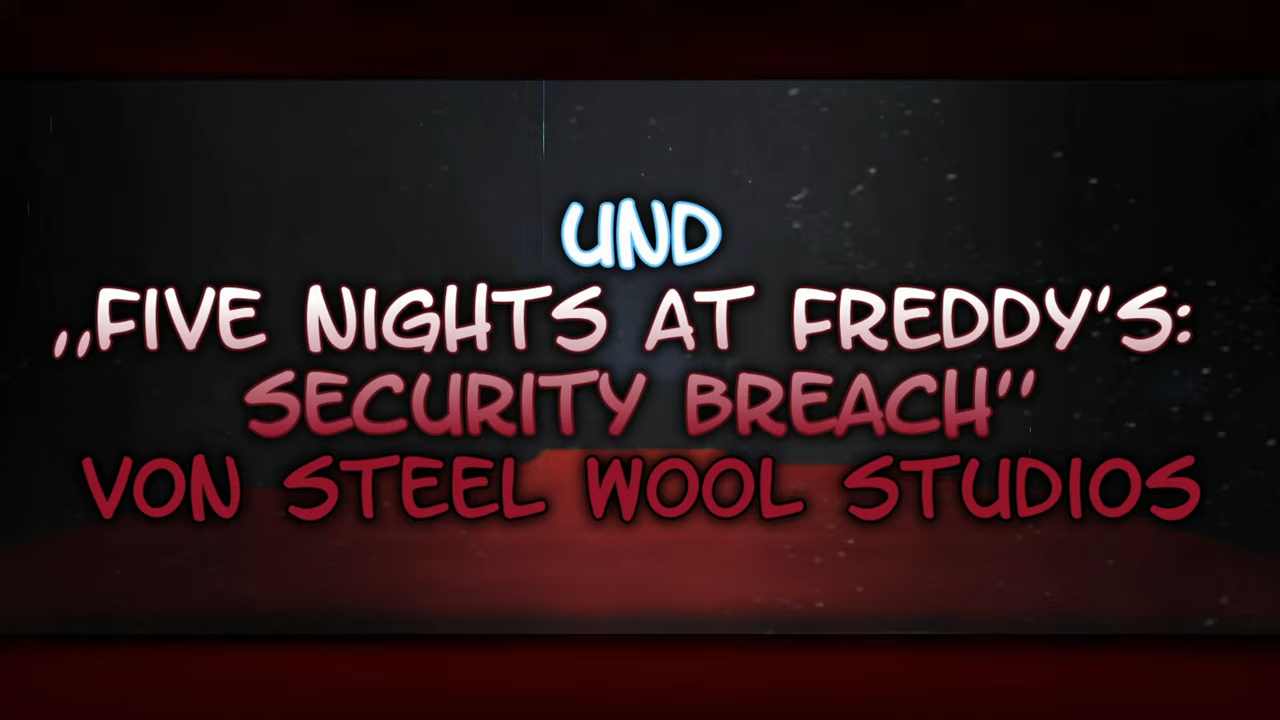 UND
,,FIVE NIGHTS AT FREDDY'S:
SECURITY BREACH''
VON STEEL WOOL STUDIOS